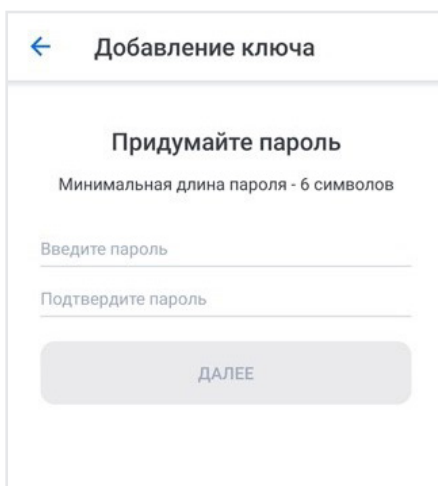 Добавление ключа
Придумайте пароль
Минимальная длина пароля - 6 символов
Введите пароль
Подтвердите пароль
ДАЛЕЕ